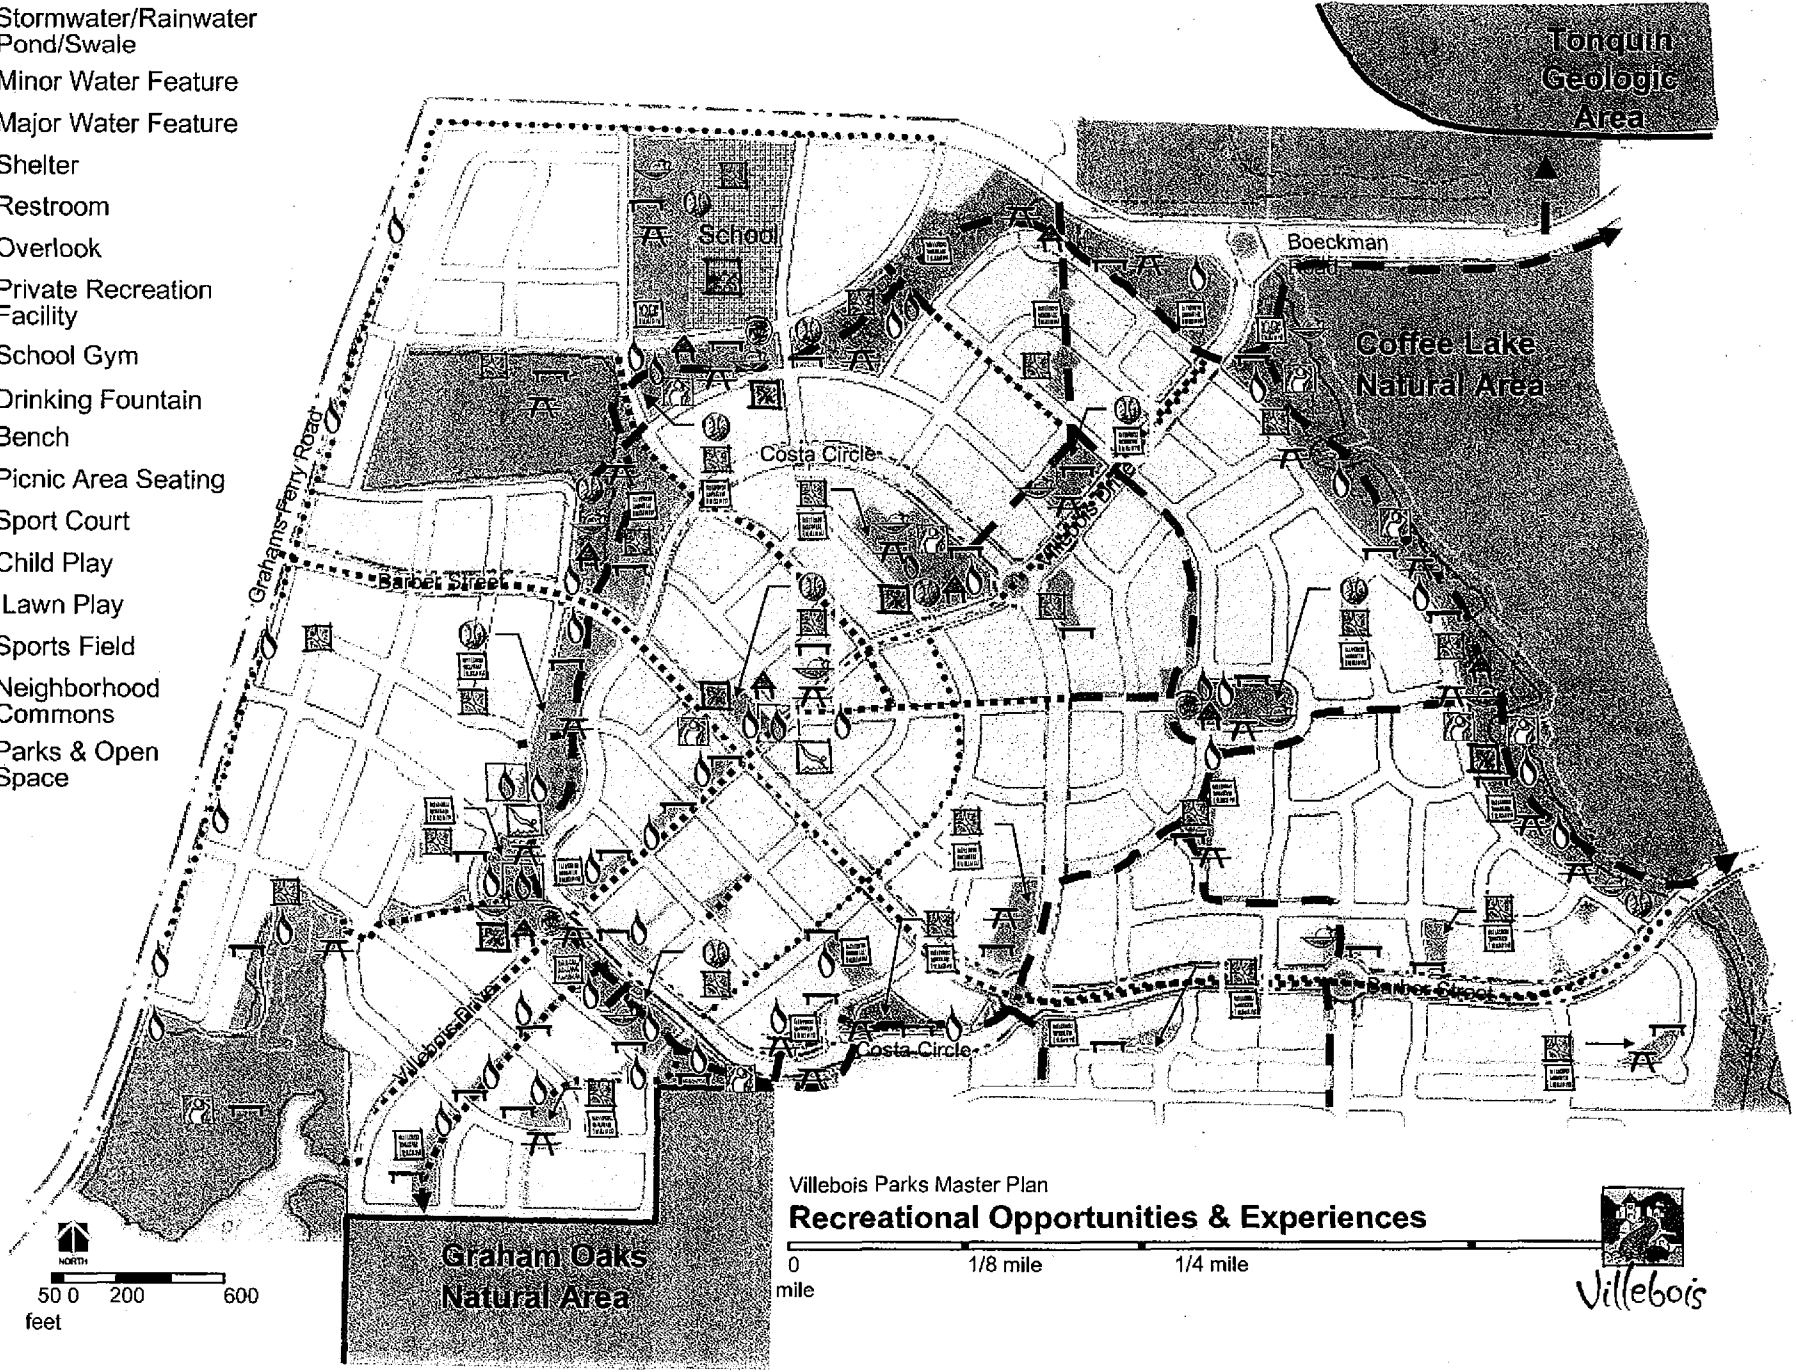 Stormwater/Rainwater
Pond/Swale
Minor Water Feature
Major Water Feature
Shelter
Restroom
Overlook
Private Recreation
Facility
School Gym
Drinking Fountain
Bench
Picnic Area Seating
Sport Court
Child Play
Lawn Play
Sports Field
Neighborhood
Commons
Parks & Open
Space
Tonquin
Geologic
Area
School
Boeckman
Road
Coffee Lake
Natural Area
Grahams Ferry Road
Costa Circle
Villebois Drive
Barber Street
Villebois Drive
Barber Street
Costa Circle
Graham Oaks
Natural Area
NORTH
50 0 200 600
feet
Villebois Parks Master Plan
Recreational Opportunities & Experiences
0 1/8 mile 1/4 mile
mile
Villebois